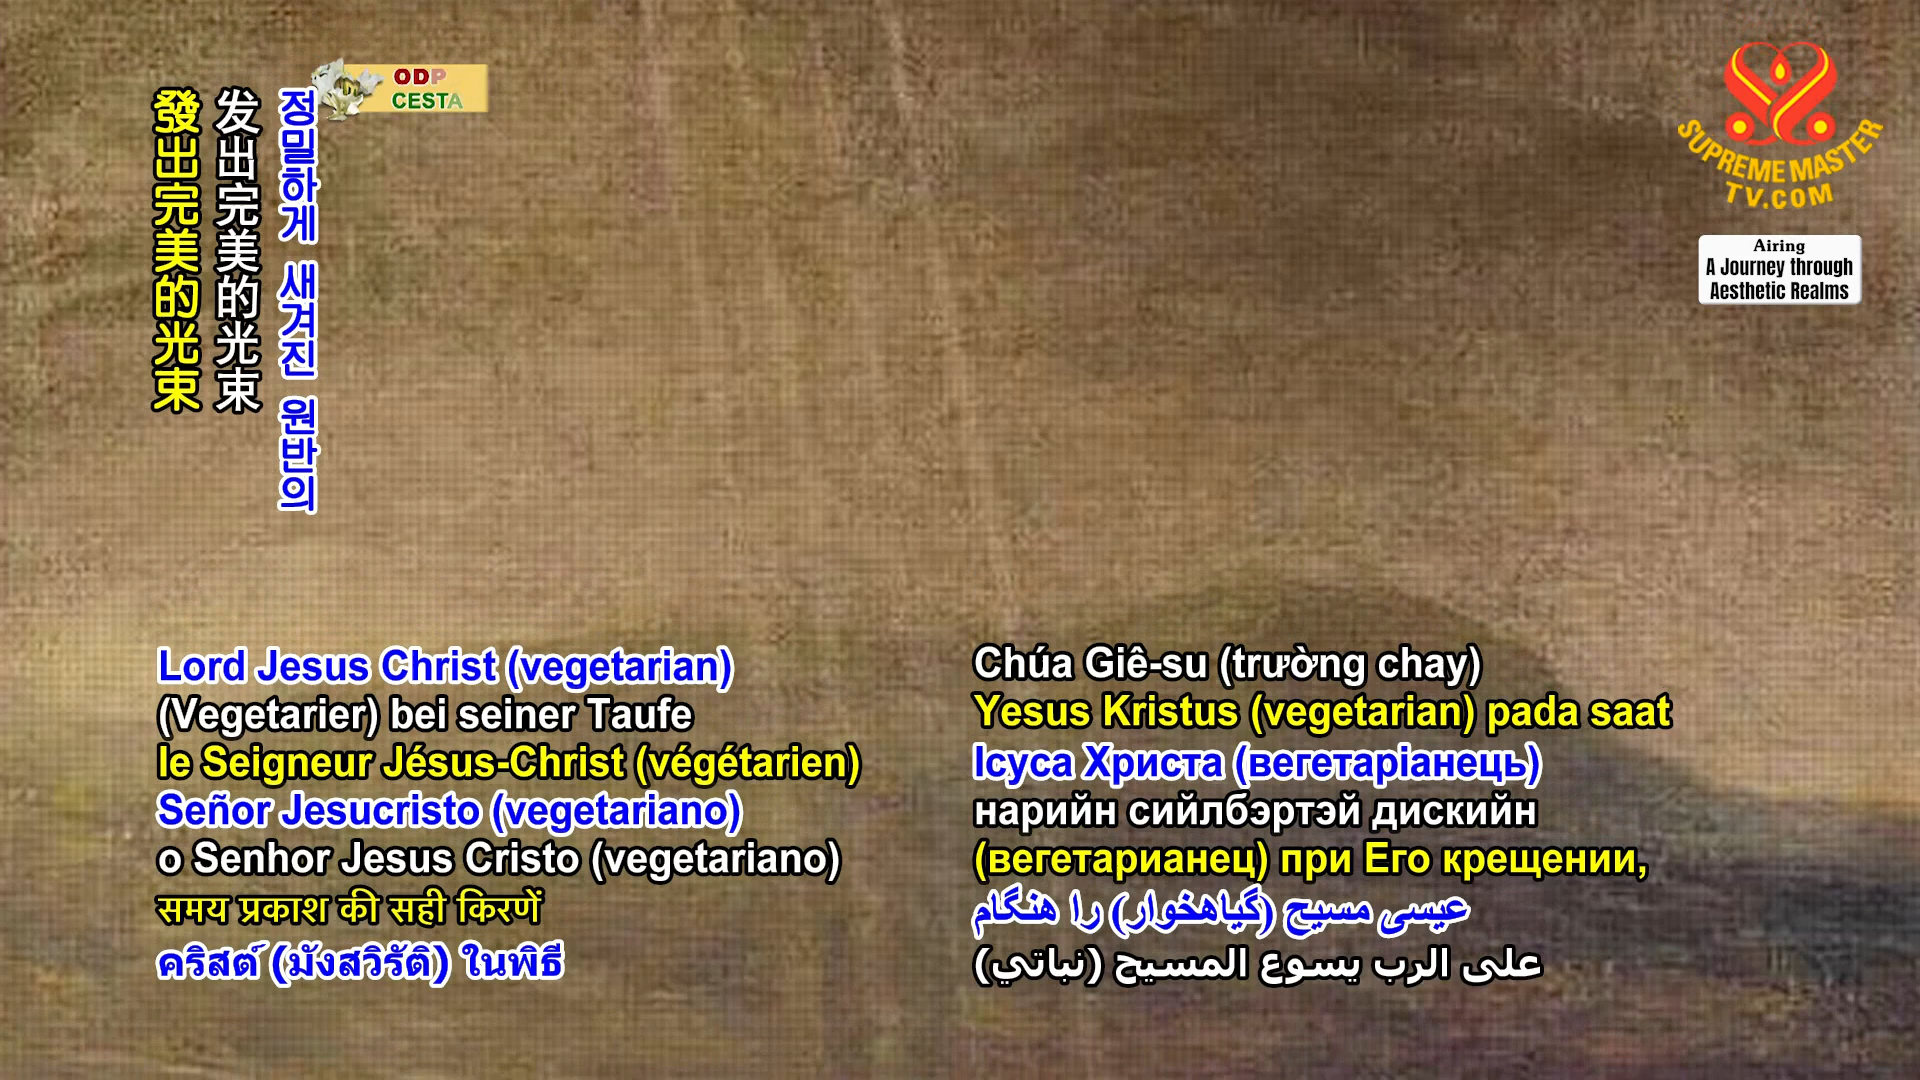 發出完美的光束
发出完美的光束
정밀하게 새겨진 원반의
ODP
CESTA
SUPREME MASTER
TV.COM
Airing
A Journey through
Aesthetic Realms
Lord Jesus Christ (vegetarian)
(Vegetarier) bei seiner Taufe
le Seigneur Jésus-Christ (végétarien)
Señor Jesucristo (vegetariano)
o Senhor Jesus Cristo (vegetariano)
समय प्रकाश की सही किरणें
คริสต์ (มังสวิรัติ) ในพิธี
Chúa Giê-su (trường chay)
Yesus Kristus (vegetarian) pada saat
Ісуса Христа (вегетаріанець)
нарийн сийлбэртэй дискийн
(вегетарианец) при Его крещении,
عیسی مسیح (گیاهخوار) را هنگام
على الرب يسوع المسيح (نباتي)